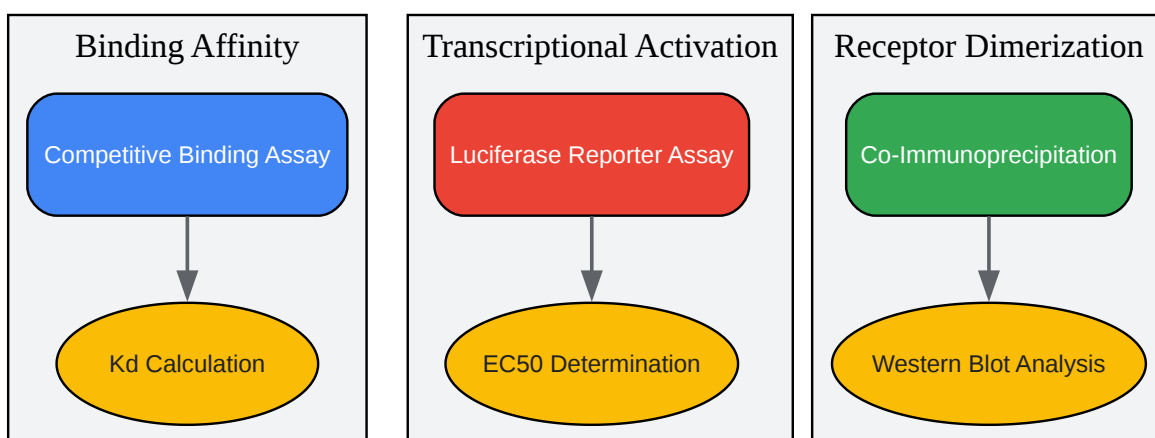 Binding Affinity
Competitive Binding Assay
Kd Calculation
Transcriptional Activation
Luciferase Reporter Assay
EC50 Determination
Receptor Dimerization
Co-Immunoprecipitation
Western Blot Analysis